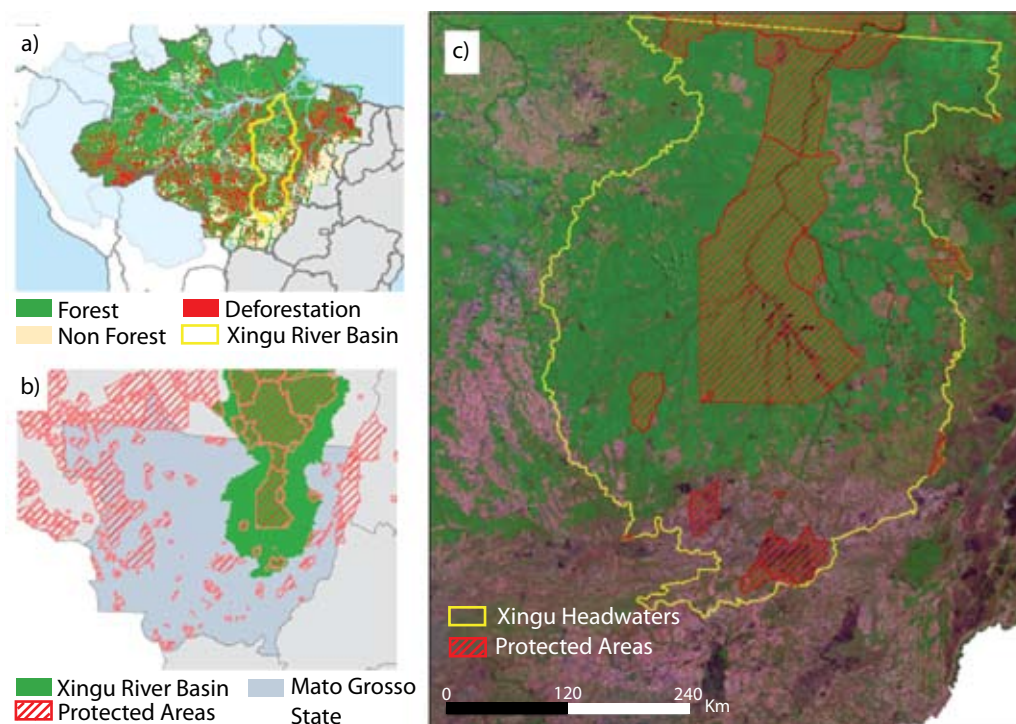 a)
Forest
Deforestation
Non Forest
Xingu River Basin
b)
Xingu River Basin
Mato Grosso
State
Protected Areas
c)
Xingu Headwaters
Protected Areas
0 120 240
Km